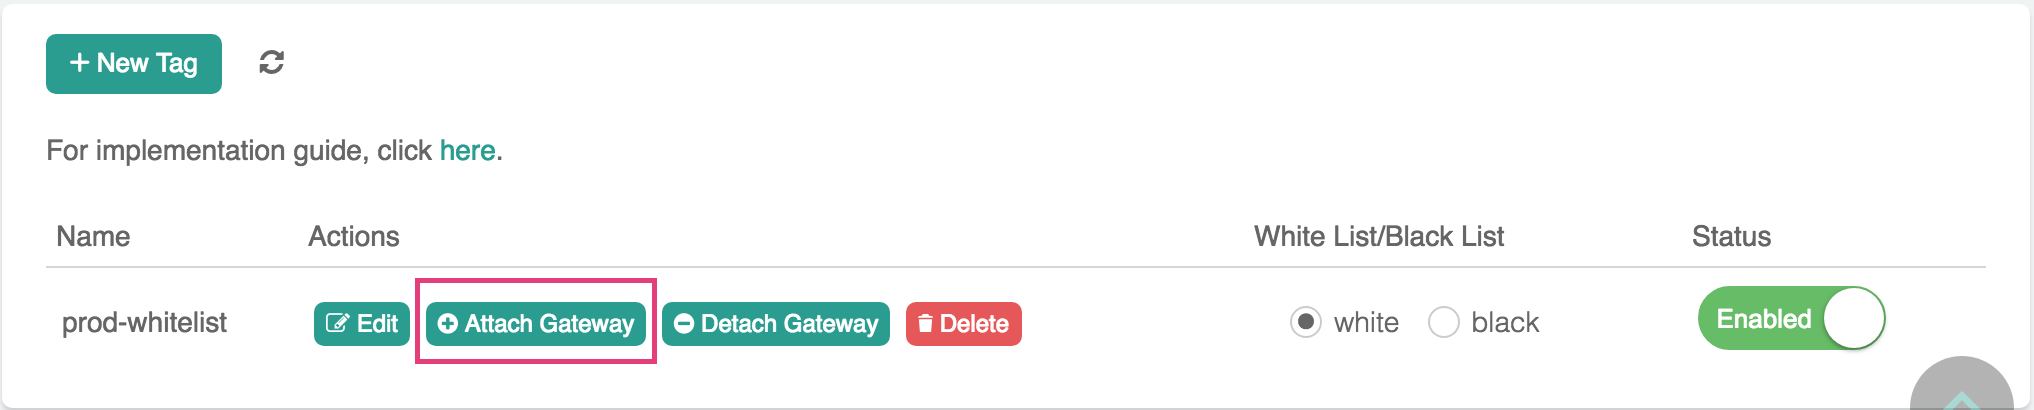 New Tag
For implementation guide, click here.
Name Actions White List/Black List Status
prod-whitelist Edit Attach Gateway Detach Gateway Delete white black Enabled